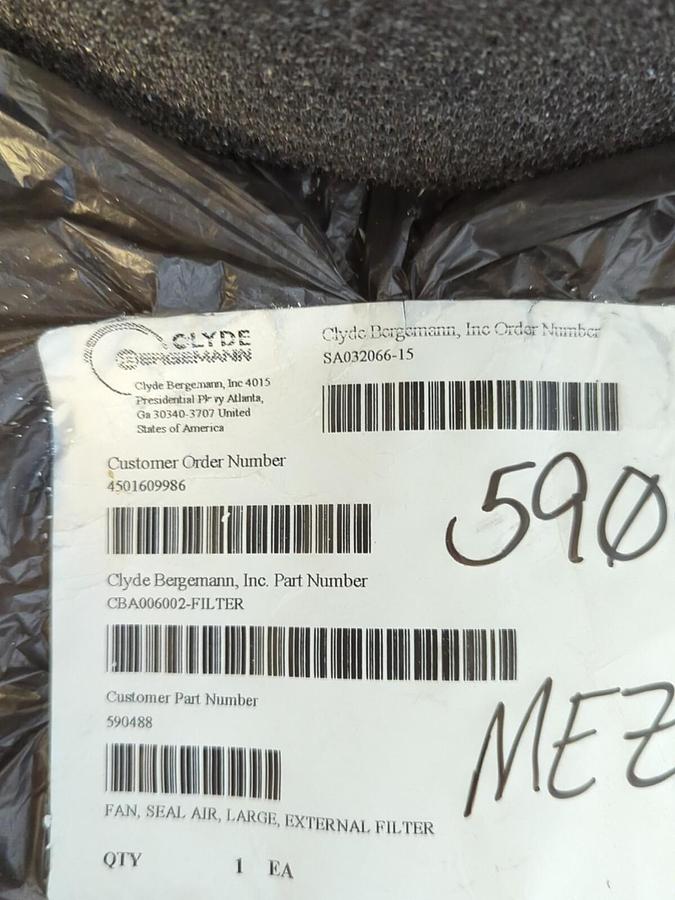 CLYDE
BERGEMANN
Clyde Bergemann, Inc 4015
Presidential Pkwy Atlanta,
Ga 30340-3707 United
States of America
Clyde Bergemann, Inc Order Number
SA032066-15
Customer Order Number
4501609986
590
Clyde Bergemann, Inc. Part Number
CBA006002-FILTER
Customer Part Number
590488
MEZ
FAN, SEAL AIR, LARGE, EXTERNAL FILTER
QTY 1 EA